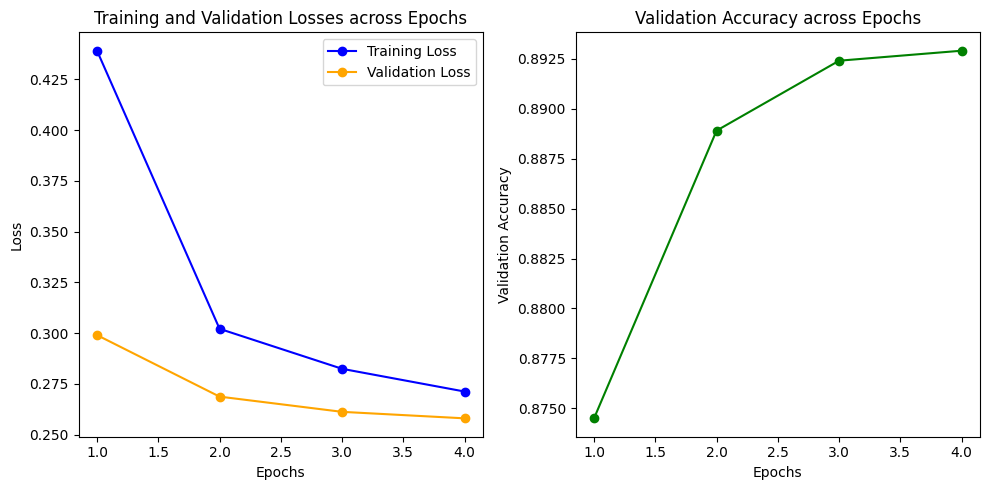 Training and Validation Losses across Epochs
Training Loss
Validation Loss
0.425
0.400
0.375
0.350
0.325
0.300
0.275
0.250
Loss
1.0 1.5 2.0 2.5 3.0 3.5 4.0
Epochs
Validation Accuracy across Epochs
0.8925
0.8900
0.8875
0.8850
0.8825
0.8800
0.8775
0.8750
Validation Accuracy
1.0 1.5 2.0 2.5 3.0 3.5 4.0
Epochs